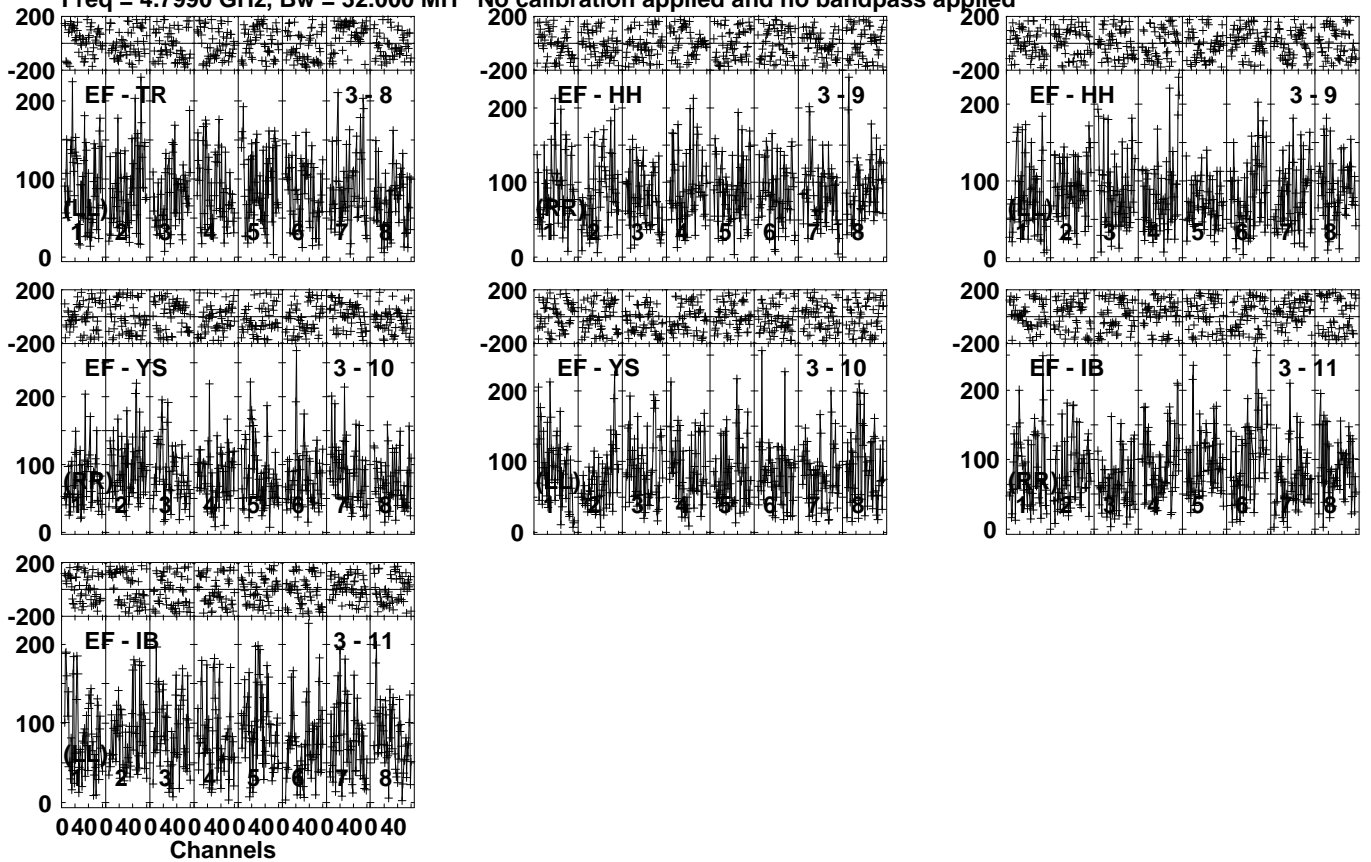 Freq = 4.7990 GHz, Bw = 32.000 MH No calibration applied and no bandpass applied
200
-200
EF - TR 3 - 8
200
100
0
(LL)
1 2 3 4 5 6 7 8
200
-200
EF - HH 3 - 9
200
100
0
(RR)
1 2 3 4 5 6 7 8
200
-200
EF - HH 3 - 9
200
100
0
(LL)
1 2 3 4 5 6 7 8
200
-200
EF - YS 3 - 10
200
100
0
(RR)
1 2 3 4 5 6 7 8
200
-200
EF - YS 3 - 10
200
100
0
(LL)
1 2 3 4 5 6 7 8
200
-200
EF - IB 3 - 11
200
100
0
(RR)
1 2 3 4 5 6 7 8
200
-200
EF - IB 3 - 11
200
100
0
(LL)
1 2 3 4 5 6 7 8
0 40 0 40 0 40 0 40 0 40 0 40 0 40 0 40
Channels